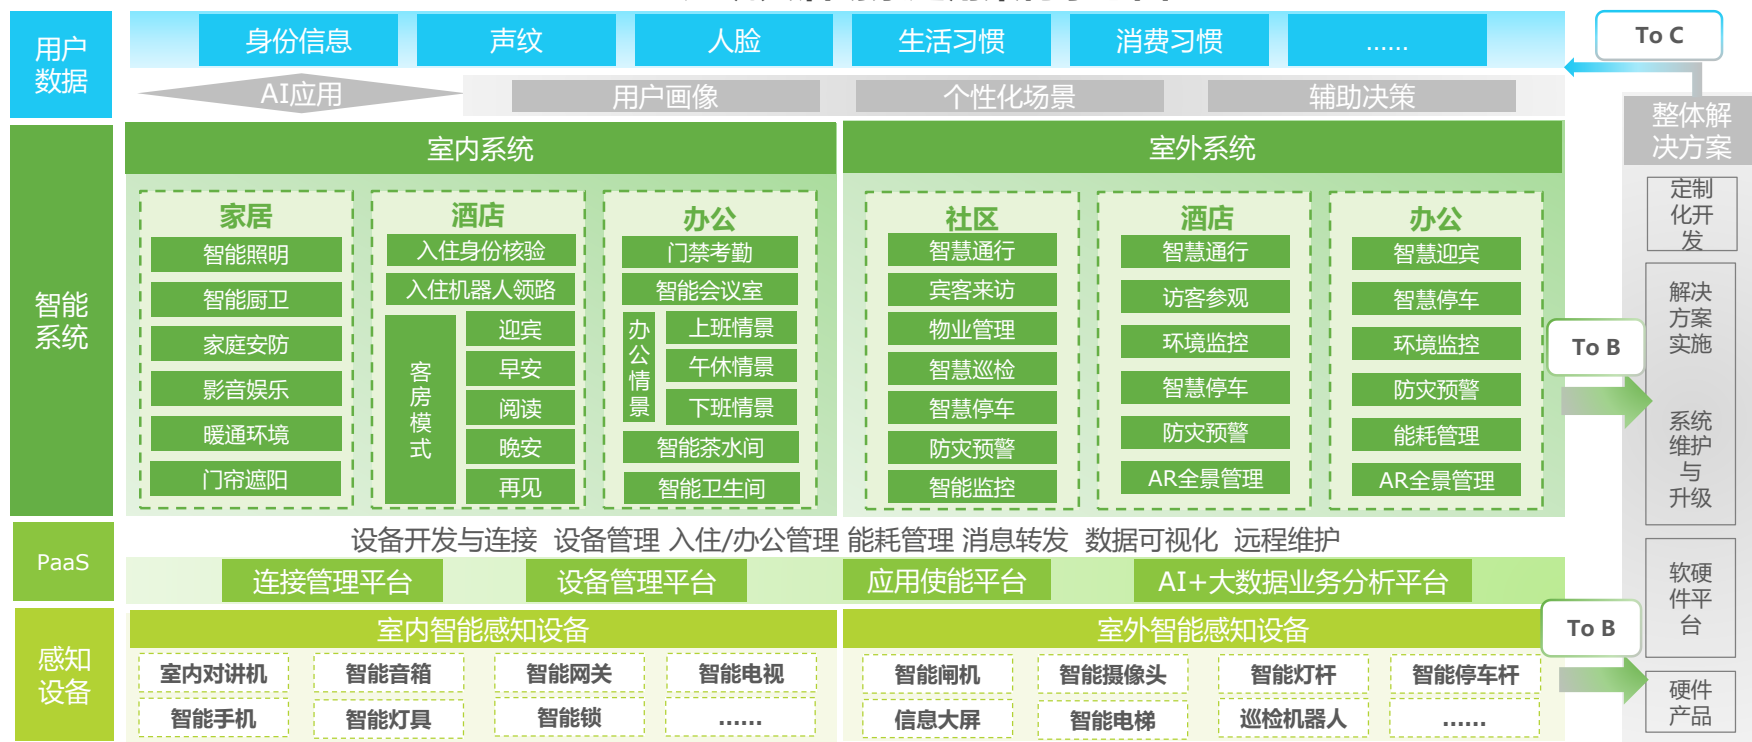 用户
数据
身份信息
声纹
人脸
生活习惯
消费习惯
......
To C
AI应用
用户画像
个性化场景
辅助决策
整体解
决方案
智能
系统
室内系统
室外系统
家居
智能照明
智能厨卫
家庭安防
影音娱乐
暖通环境
门帘遮阳
酒店
入住身份核验
入住机器人领路
客房模式
迎宾
早安
阅读
晚安
再见
办公
门禁考勤
智能会议室
办公情景
上班情景
午休情景
下班情景
智能茶水间
智能卫生间
社区
智慧通行
宾客来访
物业管理
智慧巡检
智慧停车
防灾预警
智能监控
酒店
智慧通行
访客参观
环境监控
智慧停车
防灾预警
AR全景管理
办公
智慧迎宾
智慧停车
环境监控
防灾预警
能耗管理
AR全景管理
To B
定制
化开
发
解决
方案
实施
系统
维护
与
升级
软硬
件平
台
硬件
产品
PaaS
设备开发与连接 设备管理 入住/办公管理 能耗管理 消息转发 数据可视化 远程维护
连接管理平台
设备管理平台
应用使能平台
AI+大数据业务分析平台
To B
感知
设备
室内智能感知设备
室外智能感知设备
室内对讲机
智能音箱
智能网关
智能电视
智能手机
智能灯具
智能锁
......
智能闸机
智能摄像头
智能灯杆
智能停车杆
信息大屏
智能电梯
巡检机器人
......